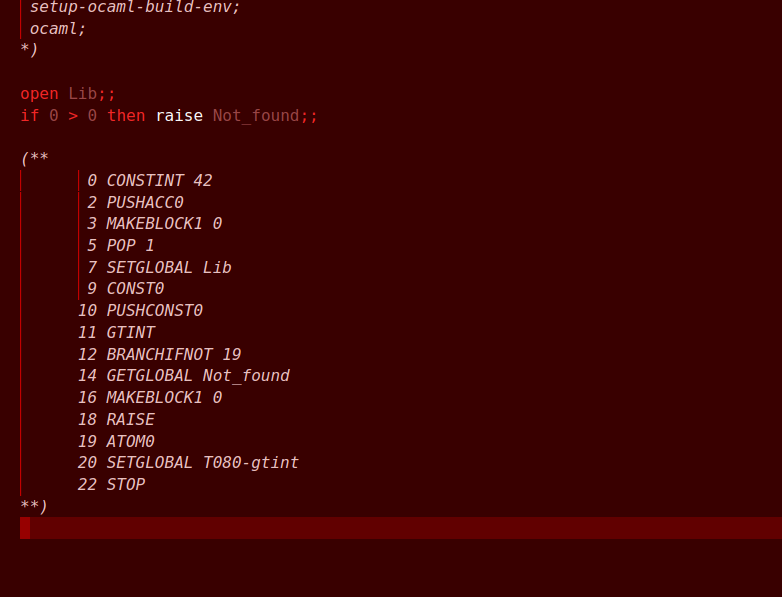 setup-ocaml-build-env;
ocaml;
*)
open Lib;;
if 0 > 0 then raise Not_found;;
(**
0 CONSTINT 42
2 PUSHACC0
3 MAKEBLOCK1 0
5 POP 1
7 SETGLOBAL Lib
9 CONST0
10 PUSHCONST0
11 GTINT
12 BRANCHIFNOT 19
14 GETGLOBAL Not_found
16 MAKEBLOCK1 0
18 RAISE
19 ATOM0
20 SETGLOBAL T080-gtint
22 STOP
**)